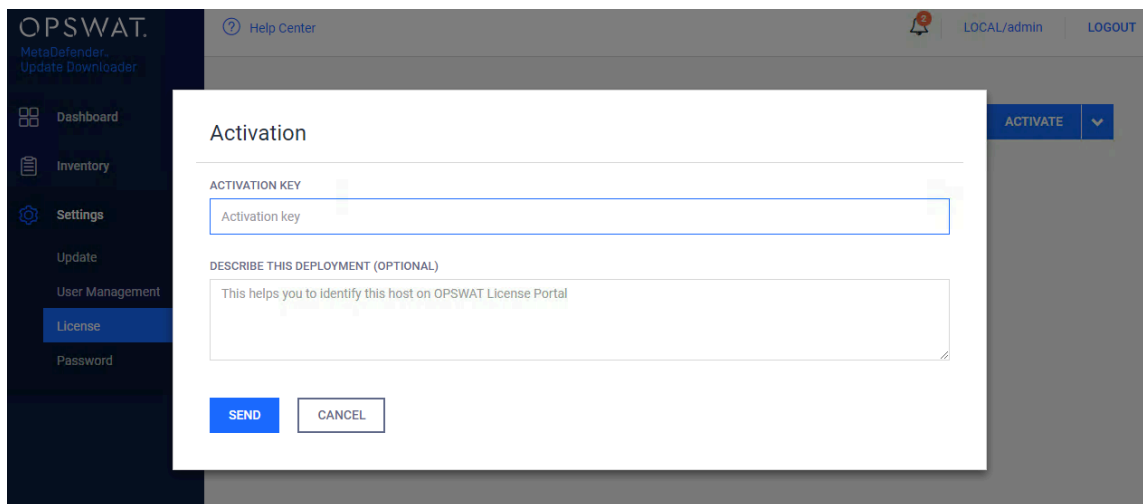 OPSWAT.
MetaDefender
Update Downloader
Help Center
2
LOCAL/admin
LOGOUT
Dashboard
Inventory
Settings
Update
User Management
License
Password
ACTIVATE
Activation
ACTIVATION KEY
Activation key
DESCRIBE THIS DEPLOYMENT (OPTIONAL)
This helps you to identify this host on OPSWAT License Portal
SEND
CANCEL